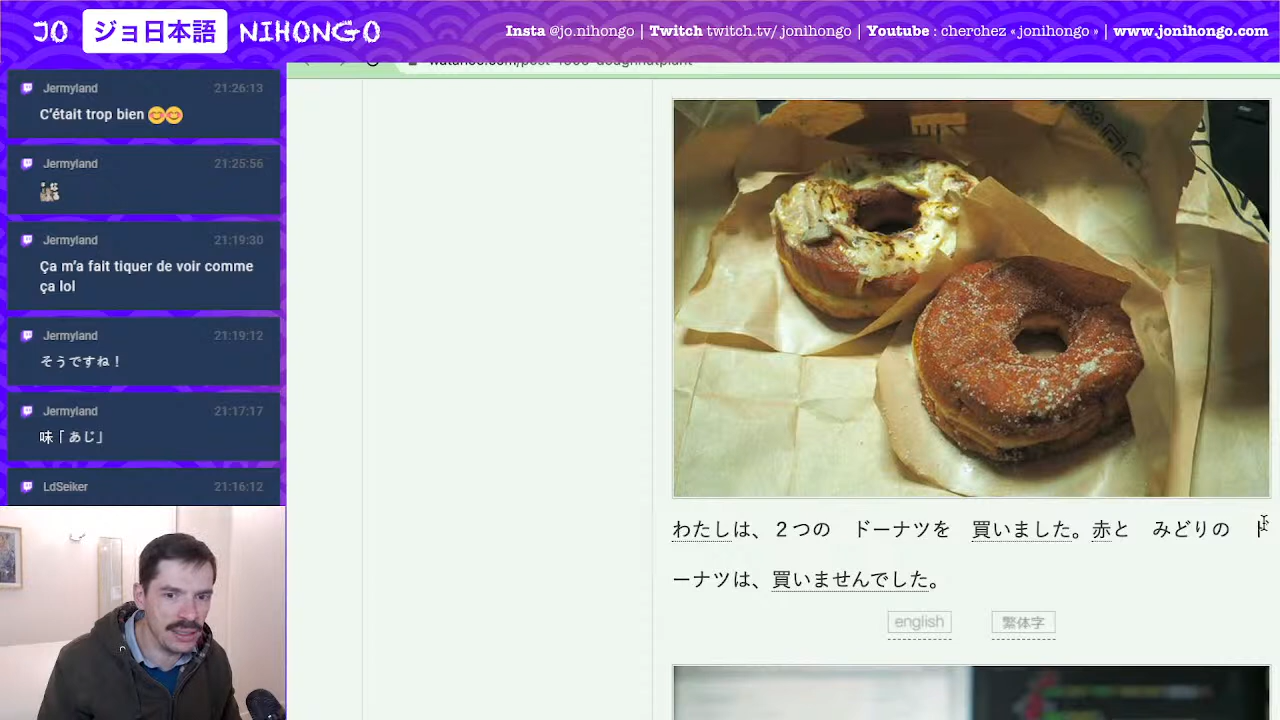 JO ジョ日本語 NIHONGO
Insta @jo.nihongo | Twitch twitch.tv/ jonihongo | Youtube : cherchez « jonihongo » | www.jonihongo.com
Jermyland 21:26:13
C'était trop bien 😊😊
Jermyland 21:25:56
Jermyland 21:19:30
Ça m'a fait tiquer de voir comme
ça lol
Jermyland 21:19:12
そうですね！
Jermyland 21:17:17
味「あじ」
LdSeiker 21:16:12
わたしは、２つの　ドーナツを　買いました。赤と　みどりの　ド
ーナツは、買いませんでした。
english 繁体字